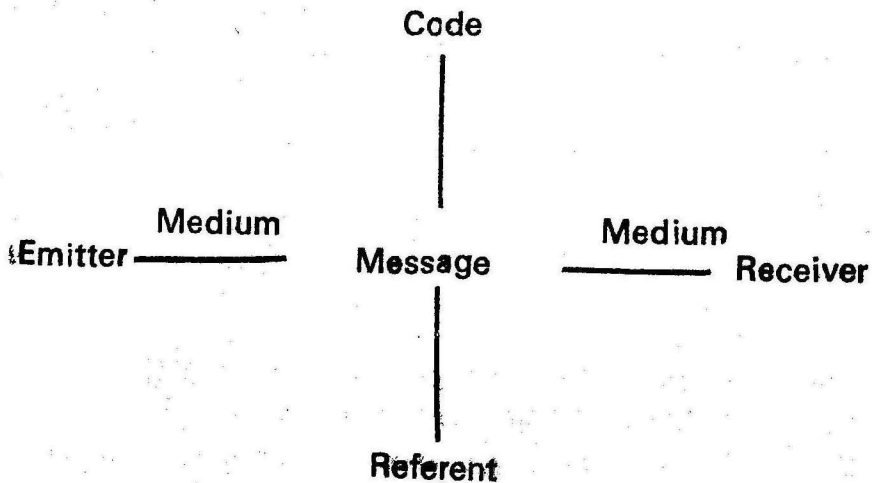 Code
Medium
Medium
Emitter
Message
Receiver
Referent